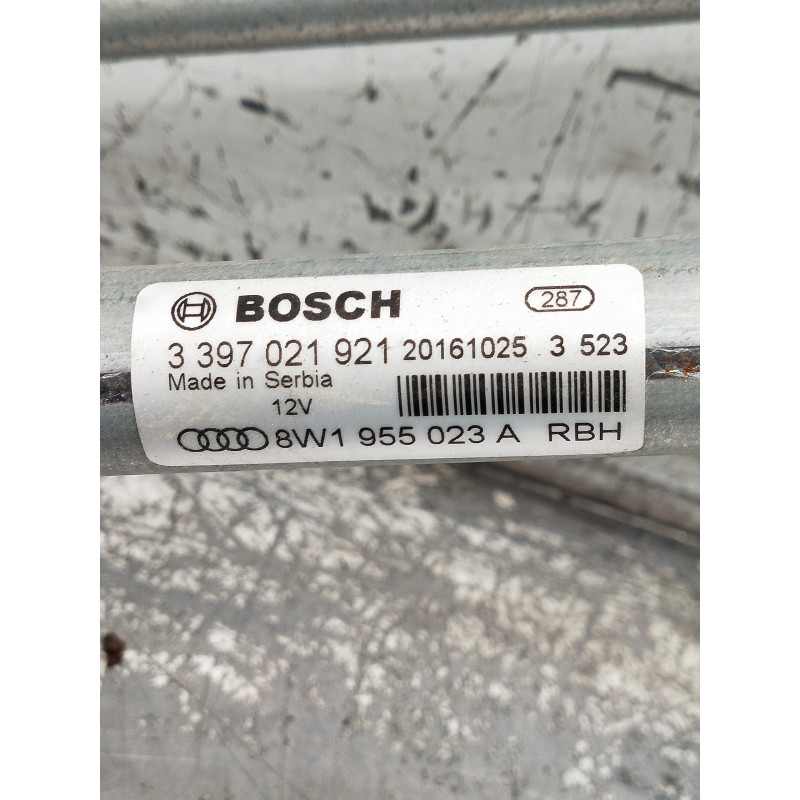 BOSCH 287
3 397 021 921 20161025 3 523
Made in Serbia
12V
8W1 955 023 A RBH